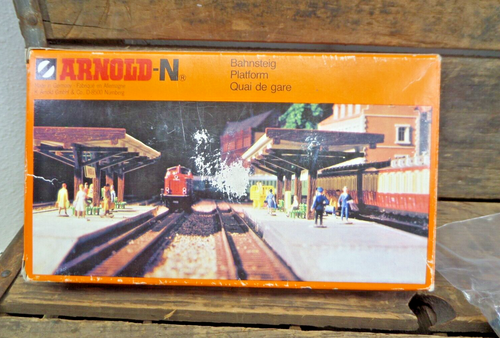 ARNOLD-N®
Bahnsteig
Platform
Quai de gare